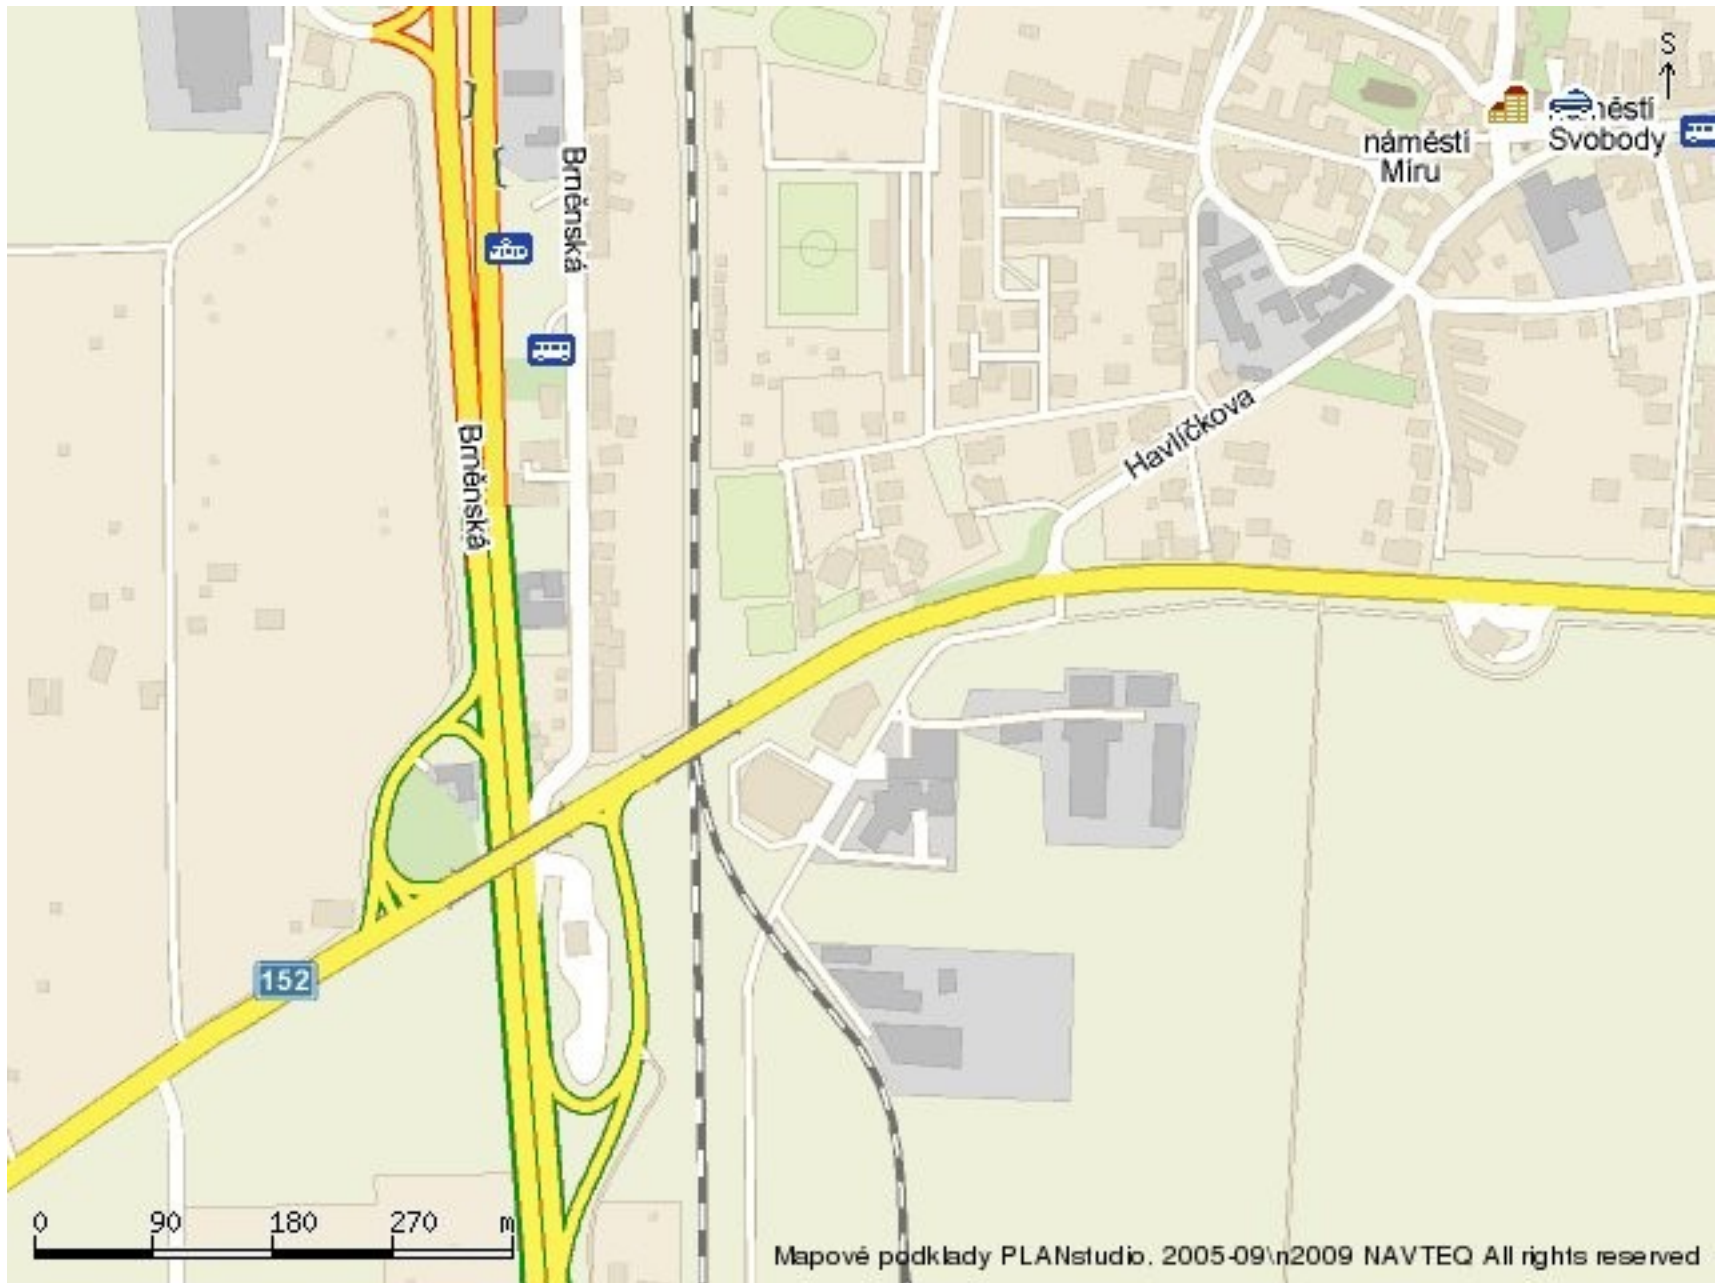 S
městí
Svobody
náměstí
Míru
Brněnská
Havlíčkova
Brněnská
152
0 90 180 270 m
Mapové podklady PLANstudio. 2005-09\n2009 NAVTEQ All rights reserved